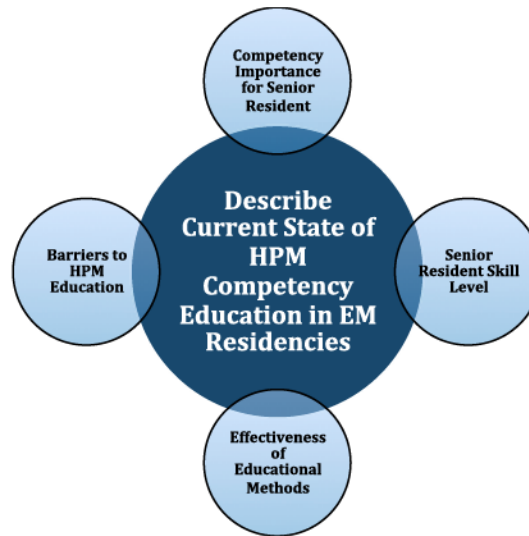 Competency
Importance
for Senior
Resident
Describe
Current State of
HPM
Competency
Education in EM
Residencies
Barriers to
HPM
Education
Senior
Resident Skill
Level
Effectiveness
of
Educational
Methods